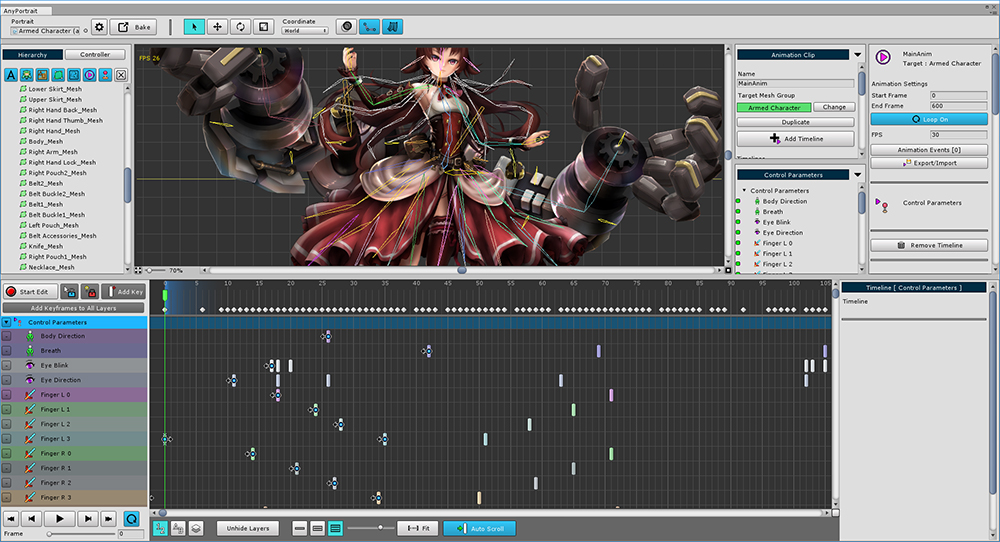 AnyPortrait
Portrait
Armed Character (a
Bake
Coordinate
World
Hierarchy
Controller
A
Lower Skirt_Mesh
Upper Skirt_Mesh
Right Hand Back_Mesh
Right Hand Thumb_Mesh
Right Hand_Mesh
Body_Mesh
Right Arm_Mesh
Right Hand Lock_Mesh
Right Pouch2_Mesh
Belt2_Mesh
Belt Buckle2_Mesh
Belt1_Mesh
Belt Buckle1_Mesh
Left Pouch_Mesh
Belt Accessories_Mesh
Knife_Mesh
Right Pouch1_Mesh
Necklace_Mesh
FPS 26
70%
Animation Clip
Name
MainAnim
Target Mesh Group
Armed Character
Change
Duplicate
Add Timeline
Timelines
Control Parameters
Control Parameters
Body Direction
Breath
Eye Blink
Eye Direction
Finger L 0
Finger L 1
Finger L 2
Finger L 3
MainAnim
Target : Armed Character
Animation Settings
Start Frame 0
End Frame 600
Loop On
FPS 30
Animation Events [0]
Export/Import
Control Parameters
Remove Timeline
Start Edit
Add Key
Add Keyframes to All Layers
Control Parameters
Body Direction
Breath
Eye Blink
Eye Direction
Finger L 0
Finger L 1
Finger L 2
Finger L 3
Finger R 0
Finger R 1
Finger R 2
Finger R 3
Frame 0
0 5 10 15 20 25 30 35 40 45 50 55 60 65 70 75 80 85 90 95 100 105
Unhide Layers
Fit
Auto Scroll
Timeline [ Control Parameters ]
Timeline